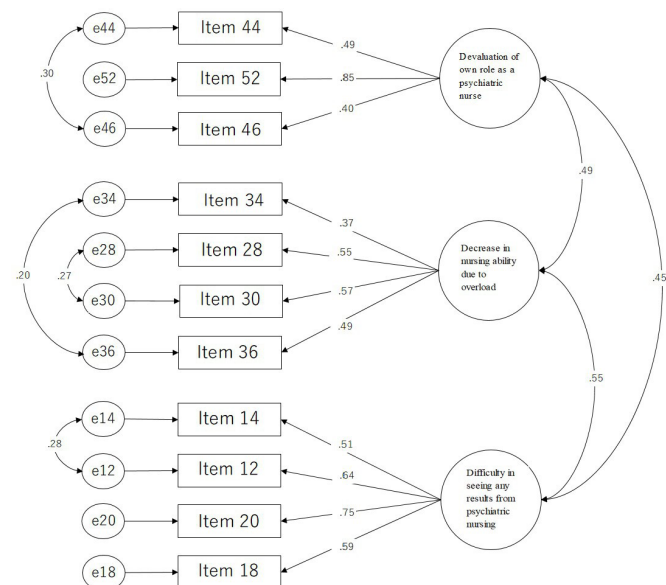 e44
Item 44
.49
Devaluation of
own role as a
psychiatric
nurse
.30
e52
Item 52
.85
e46
Item 46
.40
.49
e34
Item 34
.37
Decrease in
nursing ability
due to
overload
e28
Item 28
.55
.20
.27
.45
e30
Item 30
.57
e36
Item 36
.49
.55
e14
Item 14
.51
.28
e12
Item 12
.64
Difficulty in
seeing any
results from
psychiatric
nursing
e20
Item 20
.75
e18
Item 18
.59